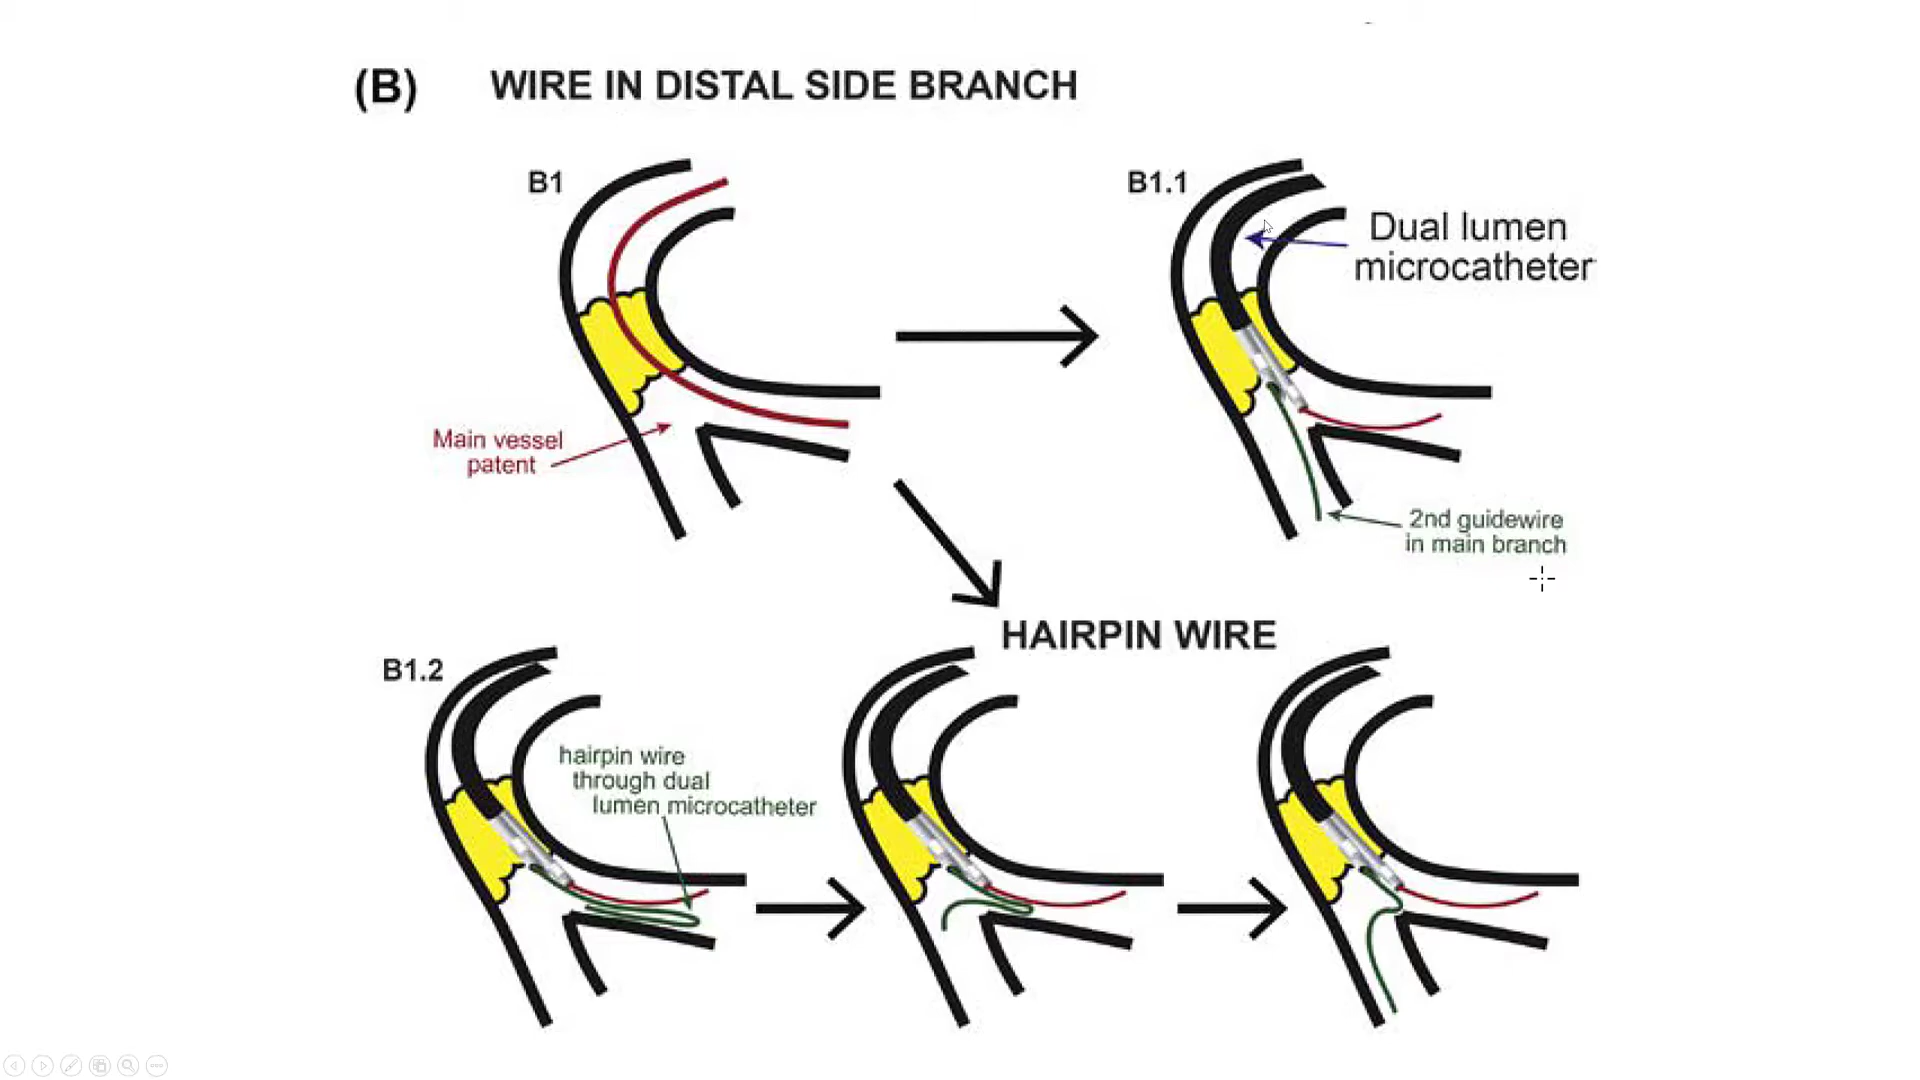 (B) WIRE IN DISTAL SIDE BRANCH
B1
B1.1
Dual lumen
microcatheter
Main vessel
patent
2nd guidewire
in main branch
HAIRPIN WIRE
B1.2
hairpin wire
through dual
lumen microcatheter